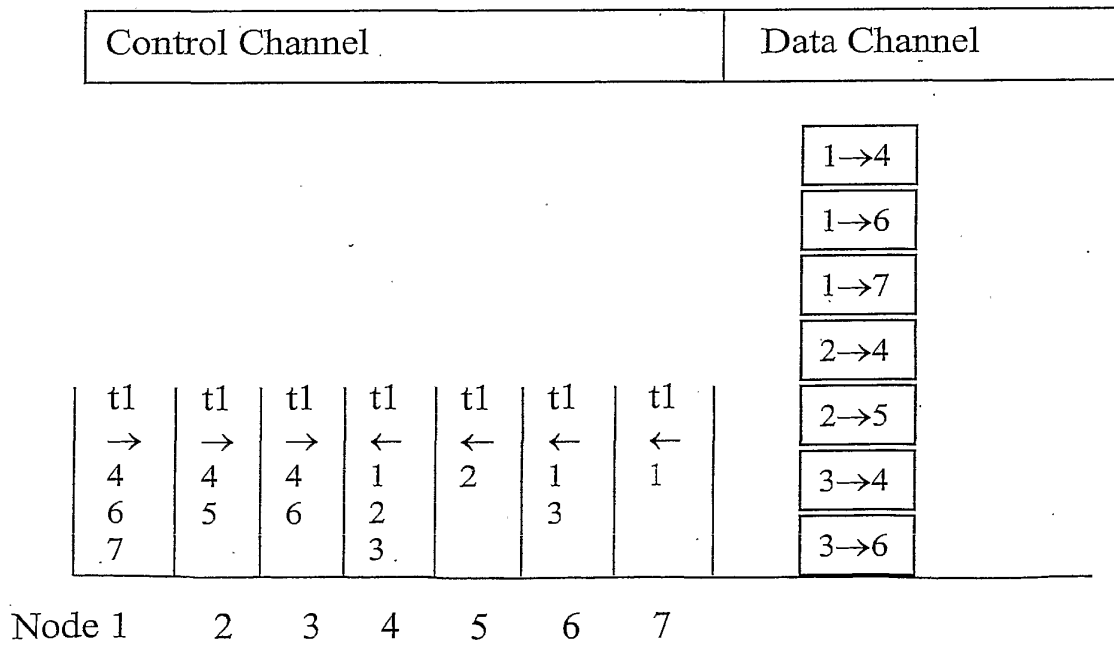 Control Channel Data Channel
1→4
1→6
1→7
2→4
2→5
3→4
3→6
t1 t1 t1 t1 t1 t1 t1
→ → → ← ← ← ←
4 4 4 1 2 1 1
6 5 6 2 3
7 3
Node 1 2 3 4 5 6 7